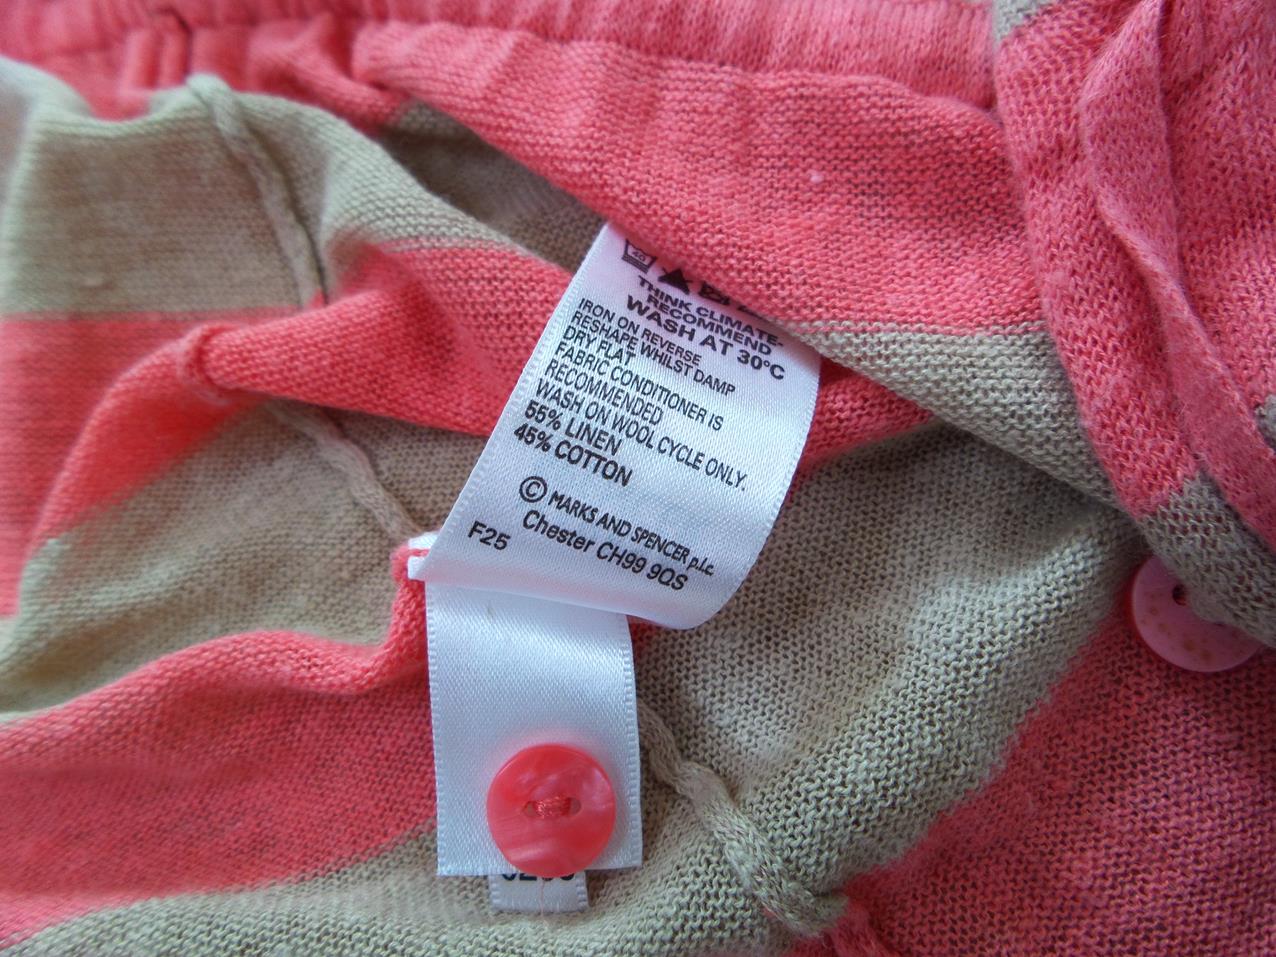 40
THINK CLIMATE-
RECOMMEND
WASH AT 30°C
IRON ON REVERSE
RESHAPE WHILST DAMP
DRY FLAT
FABRIC CONDITIONER IS
RECOMMENDED
WASH ON WOOL CYCLE ONLY.
55% LINEN
45% COTTON
© MARKS AND SPENCER p.l.c.
F25 Chester CH99 9QS